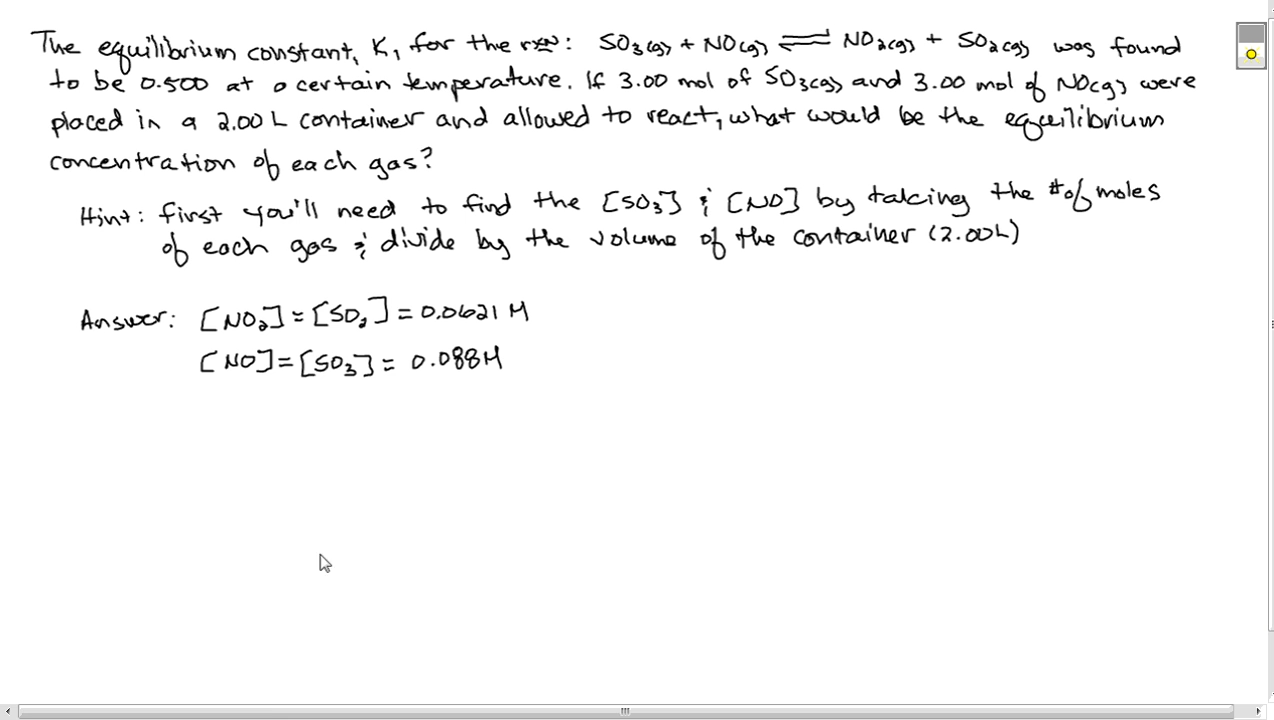 The equilibrium constant, K, for the rxn: SO3(g) + NO(g) ⇌ NO2(g) + SO2(g) was found
to be 0.500 at a certain temperature. If 3.00 mol of SO3(g) and 3.00 mol of NO(g) were
placed in a 2.00 L container and allowed to react, what would be the equilibrium
concentration of each gas?
Hint: first you'll need to find the [SO3] & [NO] by taking the # of moles
of each gas & divide by the volume of the container (2.00L)
Answer: [NO2] = [SO2] = 0.0621 M
[NO] = [SO3] = 0.088M